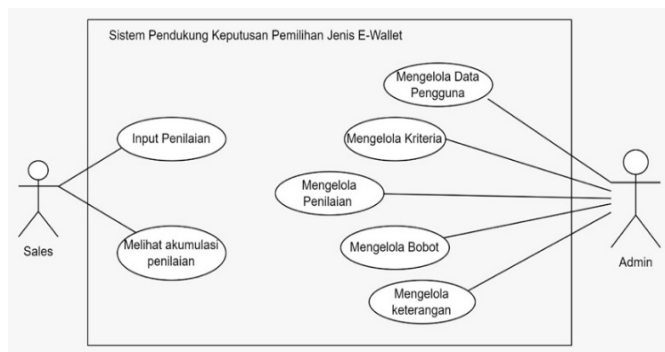 Sistem Pendukung Keputusan Pemilihan Jenis E-Wallet
Mengelola Data
Pengguna
Input Penilaian
Mengelola Kriteria
Mengelola
Penilaian
Melihat akumulasi
penilaian
Mengelola Bobot
Mengelola
keterangan
Sales
Admin